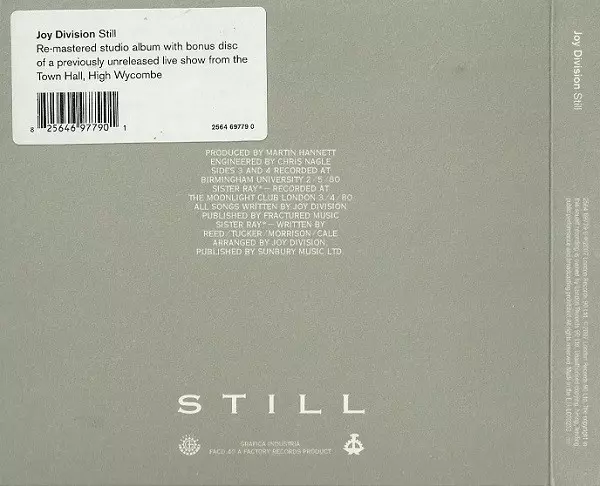 Joy Division Still
Re-mastered studio album with bonus disc
of a previously unreleased live show from the
Town Hall, High Wycombe
8 25646 97790 1
2564 69779 0
PRODUCED BY MARTIN HANNETT
ENGINEERED BY CHRIS NAGLE
SIDES 3 AND 4 RECORDED AT
BIRMINGHAM UNIVERSITY 2/5/80
SISTER RAY*— RECORDED AT
THE MOONLIGHT CLUB LONDON 3/4/80
ALL SONGS WRITTEN BY JOY DIVISION
PUBLISHED BY FRACTURED MUSIC
SISTER RAY*— WRITTEN BY
REED/TUCKER/MORRISON/CALE
ARRANGED BY JOY DIVISION.
PUBLISHED BY SUNBURY MUSIC LTD.
STILL
GRAFICA INDUSTRIA
FACD 40 A FACTORY RECORDS PRODUCT
Joy Division Still